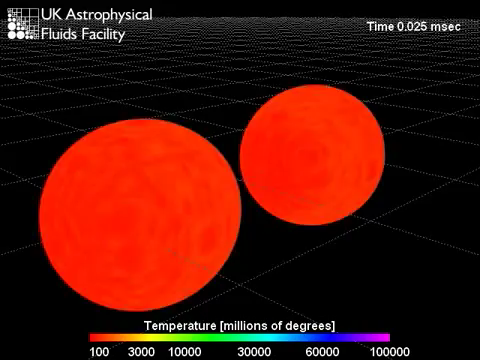 UK Astrophysical
Fluids Facility
Time 0.025 msec
Temperature [millions of degrees]
100 3000 10000 30000 60000 100000